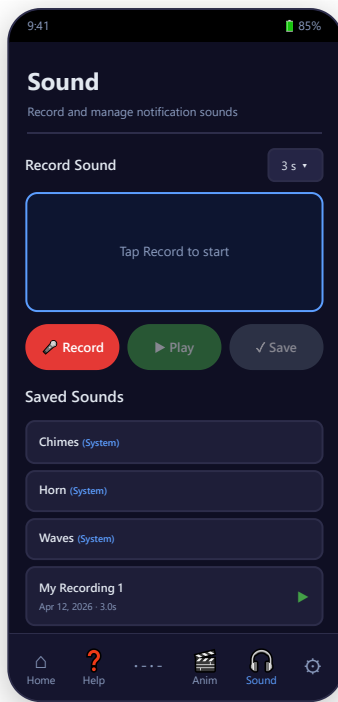 9:41 85%
Sound
Record and manage notification sounds
Record Sound 3 s ▾
Tap Record to start
🎤 Record ▶ Play ✓ Save
Saved Sounds
Chimes (System)
Horn (System)
Waves (System)
My Recording 1
Apr 12, 2026 · 3.0s
Home Help Anim Sound